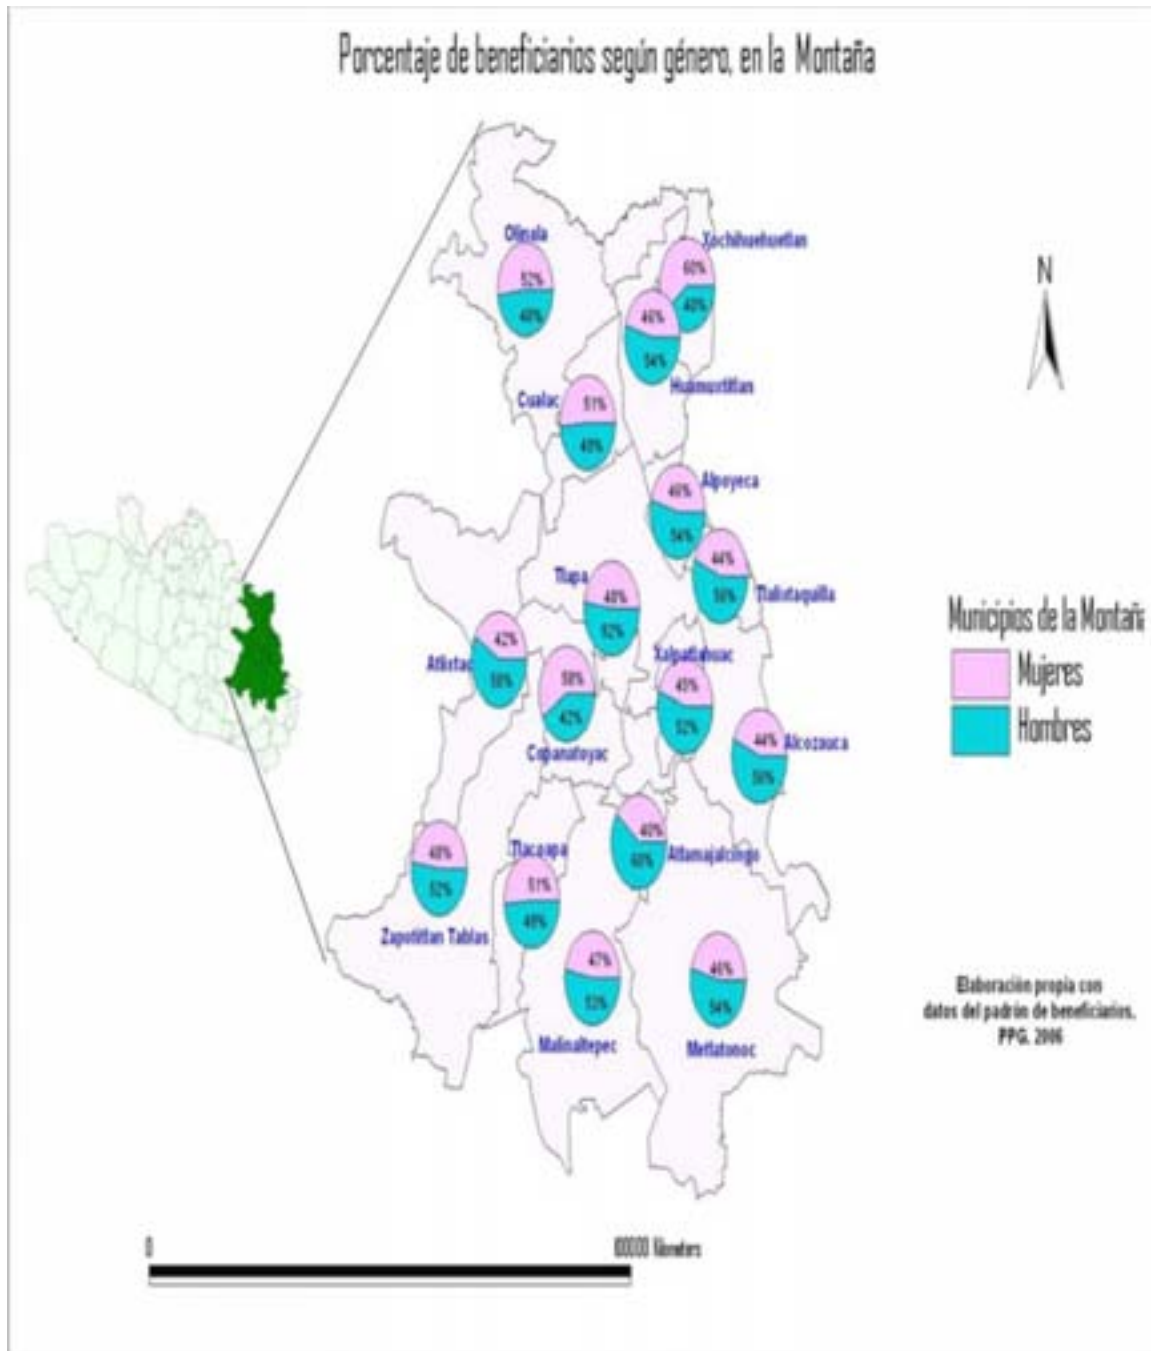 Porcentaje de beneficiarios según género, en la Montaña
Olinala
52%
48%
Xochihuehuetlan
60%
40%
46%
54%
Huamuxtitlan
Cualac
51%
N
Alpoyeca
46%
54%
44%
56%
Tlalixtaquilla
Tlapa
48%
52%
Atlixtac
42%
58%
58%
42%
Copanatoyac
Xalpatlahuac
52%
44%
56%
Alcozauca
Municipios de la Montaña
Mujeres
Hombres
40%
60%
Atlamajalcingo
48%
52%
Zapotitlan Tablas
Tlacoapa
51%
49%
47%
53%
Malinaltepec
46%
54%
Metlatonoc
Elaboración propia con
datos del padrón de beneficiarios.
PPG. 2006
0
Kilometers